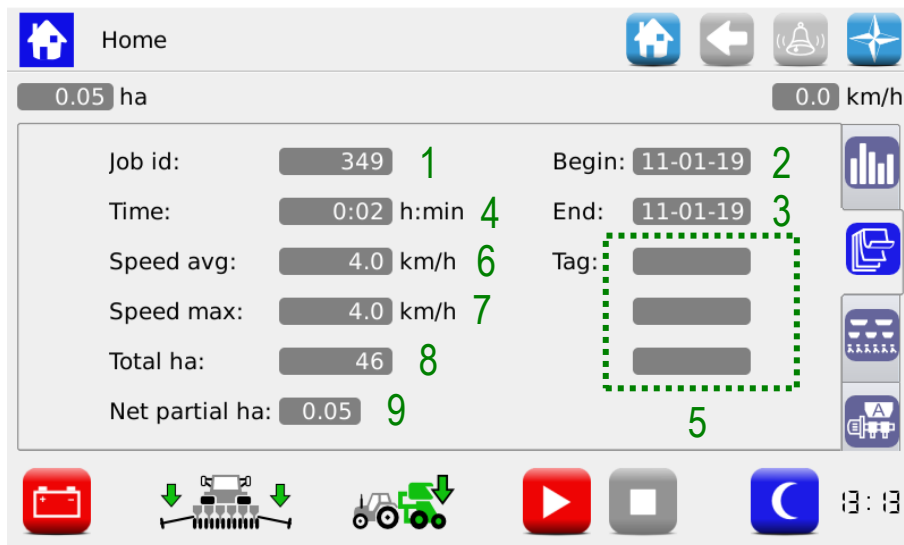 Home
0.05 ha 0.0 km/h
Job id: 349 1 Begin: 11-01-19 2
Time: 0:02 h:min 4 End: 11-01-19 3
Speed avg: 4.0 km/h 6 Tag:
Speed max: 4.0 km/h 7
Total ha: 46 8
Net partial ha: 0.05 9 5
A
13:13